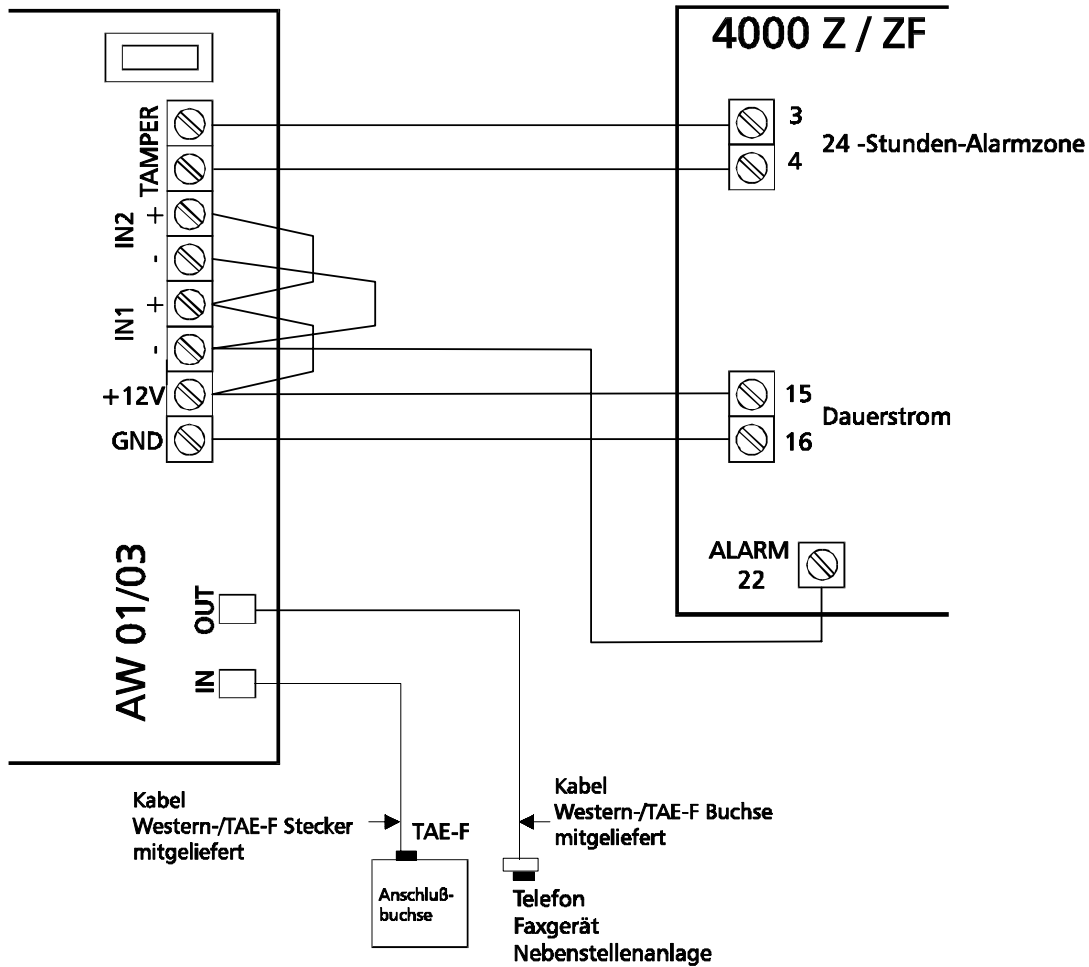 4000 Z / ZF
TAMPER
3
4
24 -Stunden-Alarmzone
IN2
+
-
IN1
+
-
+12V
GND
15
16
Dauerstrom
ALARM
22
AW 01/03
OUT
IN
Kabel
Western-/TAE-F Stecker
mitgeliefert
TAE-F
Anschluß-
buchse
Kabel
Western-/TAE-F Buchse
mitgeliefert
Telefon
Faxgerät
Nebenstellenanlage